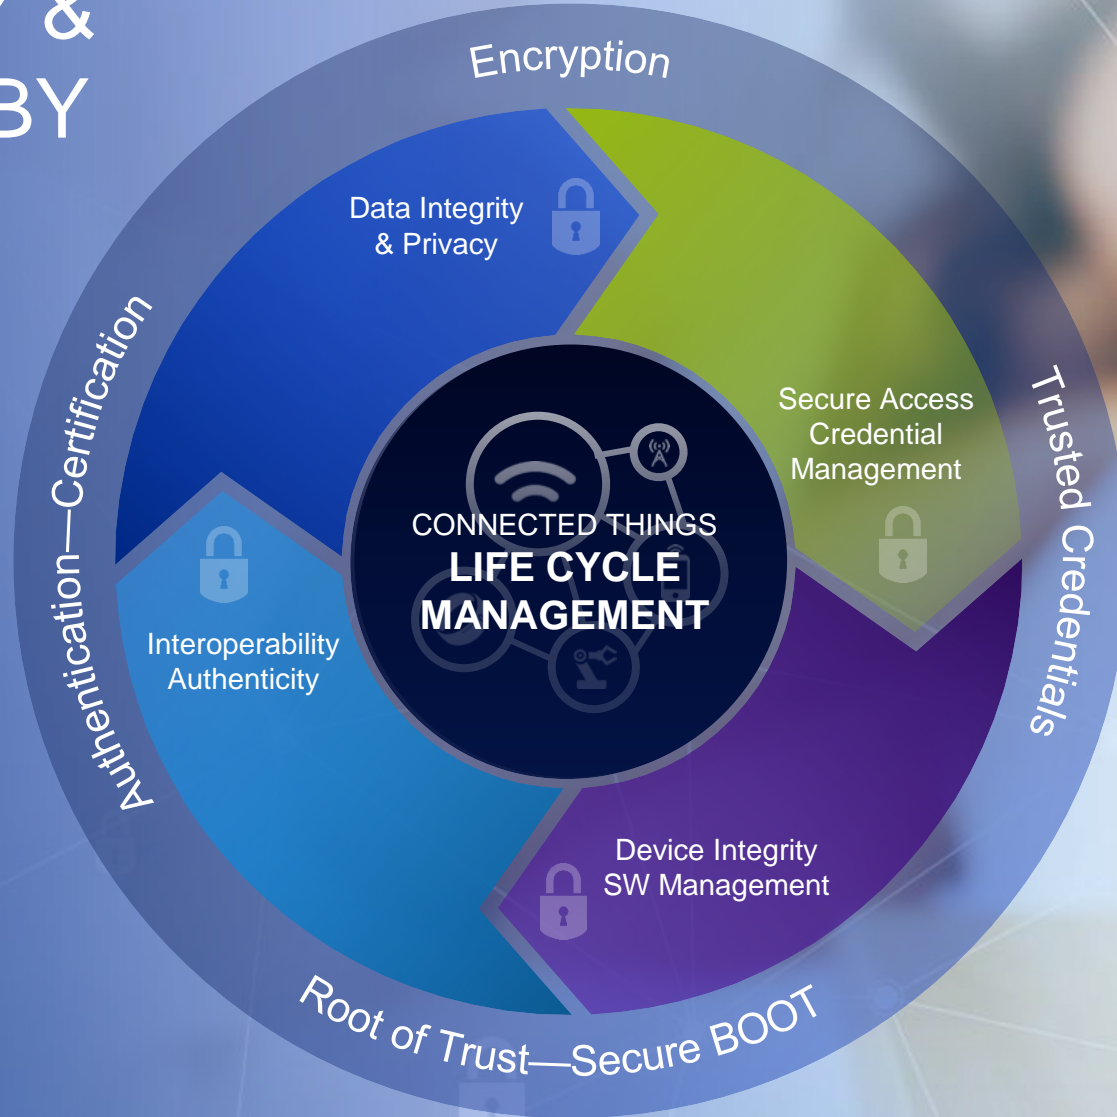 &
BY
Encryption
Data Integrity
& Privacy
Secure Access
Credential
Management
Trusted Credentials
Authentication—Certification
CONNECTED THINGS
LIFE CYCLE
MANAGEMENT
Interoperability
Authenticity
Device Integrity
SW Management
Root of Trust—Secure BOOT